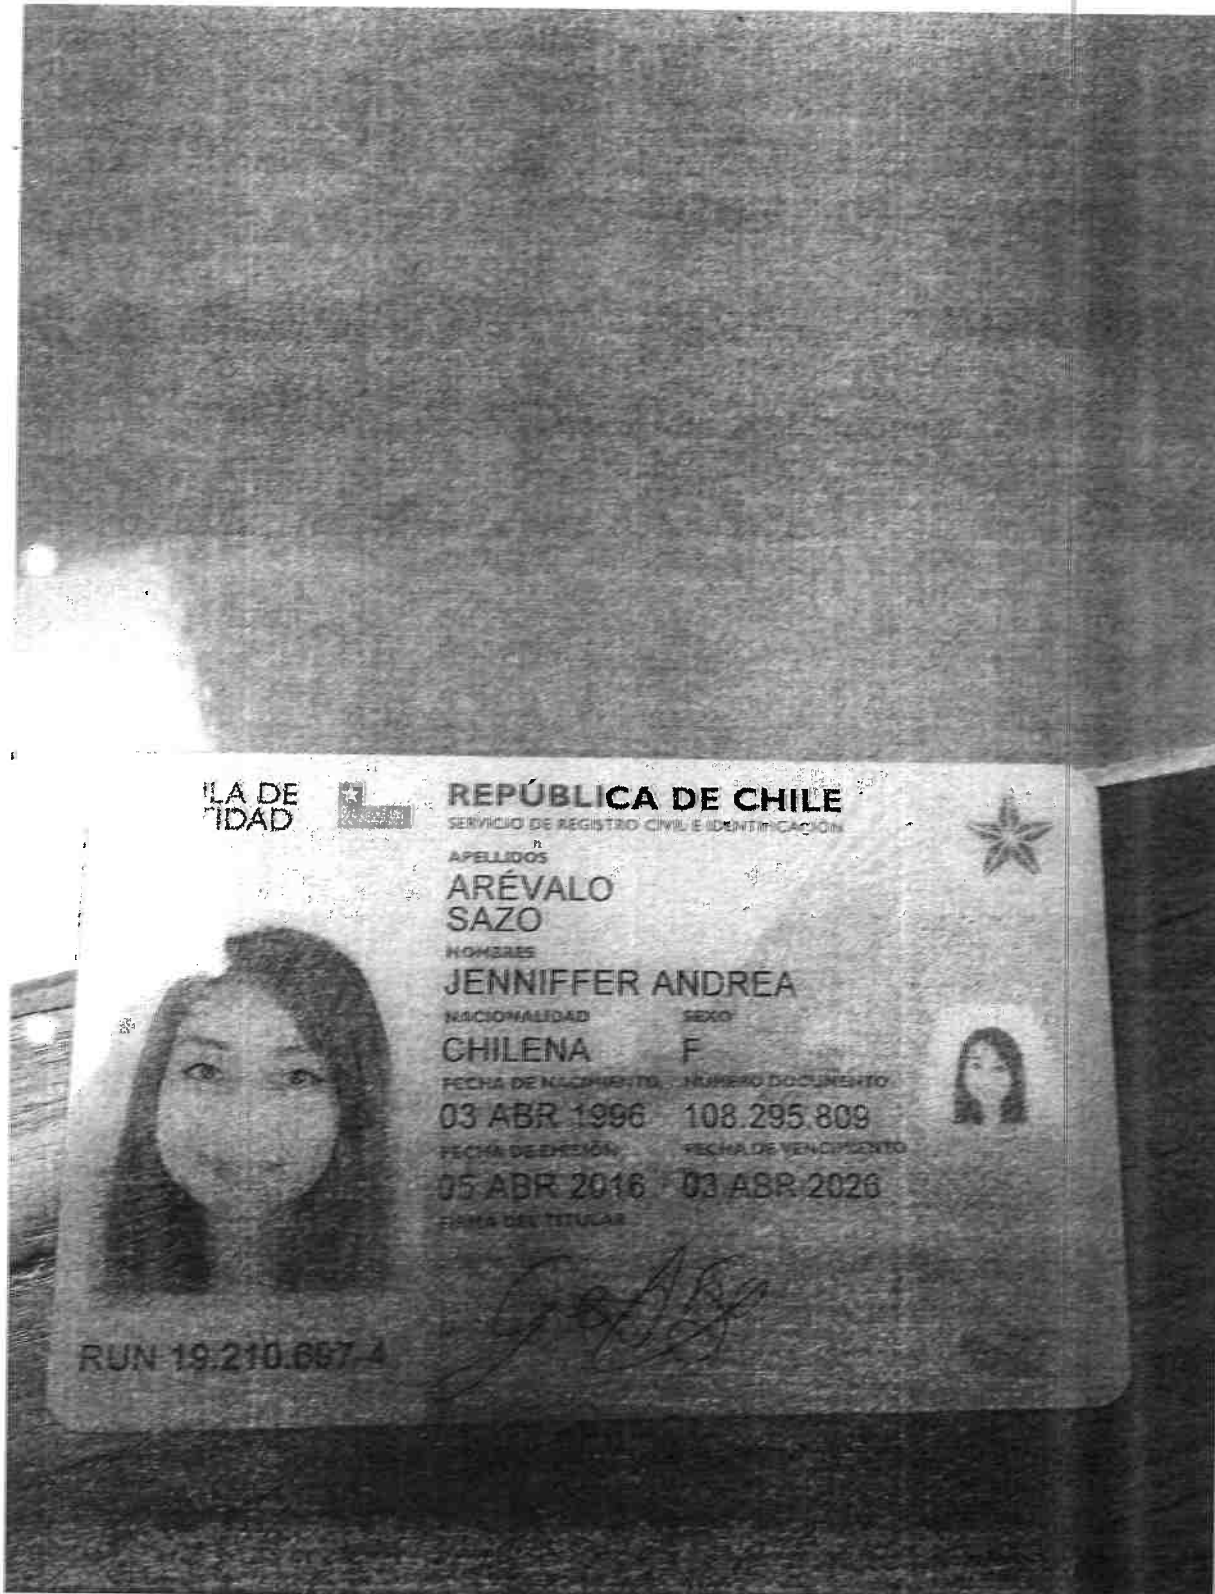 LA DE
IDAD
REPÚBLICA DE CHILE
SERVICIO DE REGISTRO CIVIL E IDENTIFICACIÓN
APELLIDOS
ARÉVALO
SAZO
NOMBRES
JENNIFFER ANDREA
NACIONALIDAD SEXO
CHILENA F
FECHA DE NACIMIENTO NÚMERO DOCUMENTO
03 ABR 1996 108.295.809
FECHA DE EMISIÓN FECHA DE VENCIMIENTO
05 ABR 2016 03 ABR 2026
FIRMA DEL TITULAR
RUN 19.210.697-4